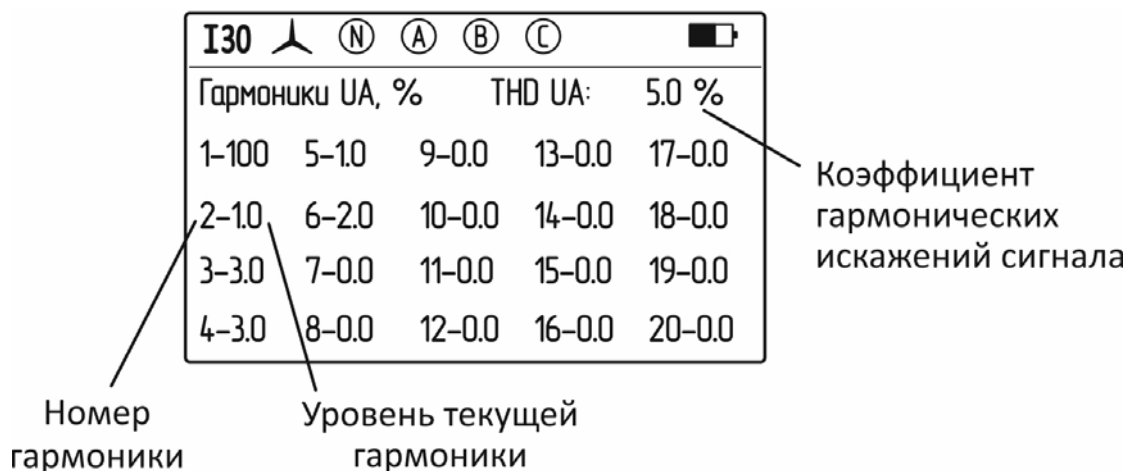 I30 N A B C
Гармоники UA, % THD UA: 5.0 %
1-100 5-1.0 9-0.0 13-0.0 17-0.0
2-1.0 6-2.0 10-0.0 14-0.0 18-0.0
3-3.0 7-0.0 11-0.0 15-0.0 19-0.0
4-3.0 8-0.0 12-0.0 16-0.0 20-0.0
Коэффициент
гармонических
искажений сигнала
Номер
гармоники
Уровень текущей
гармоники